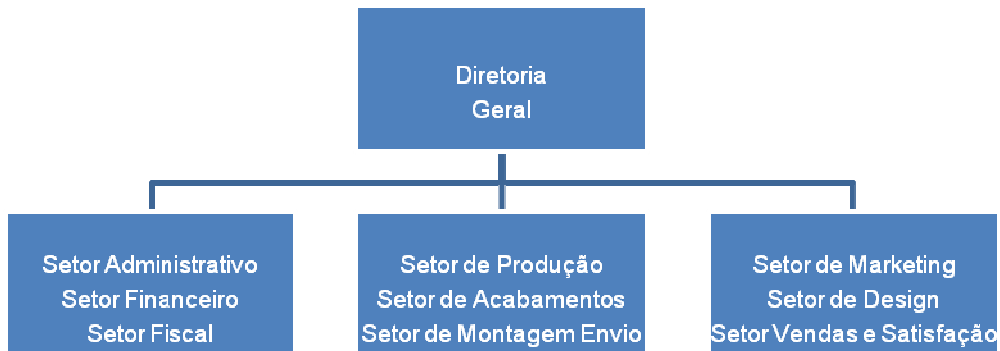 Diretoria
Geral
Setor Administrativo
Setor Financeiro
Setor Fiscal
Setor de Produção
Setor de Acabamentos
Setor de Montagem Envio
Setor de Marketing
Setor de Design
Setor Vendas e Satisfação